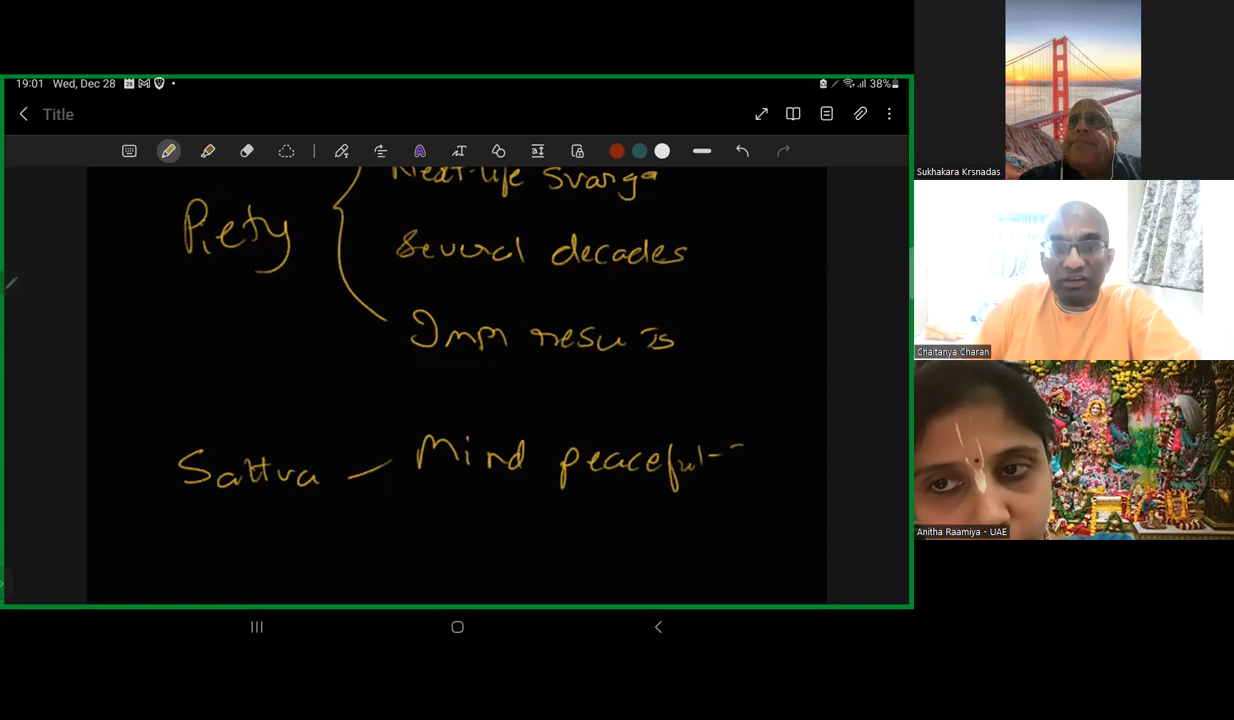 19:01 Wed, Dec 28
38%
Title
Next-life Svarga
Piety
Several decades
Imp results
Sattva – Mind peaceful-
Sukhakara Krsnadas
Chaitanya Charan
Anitha Raamiya - UAE